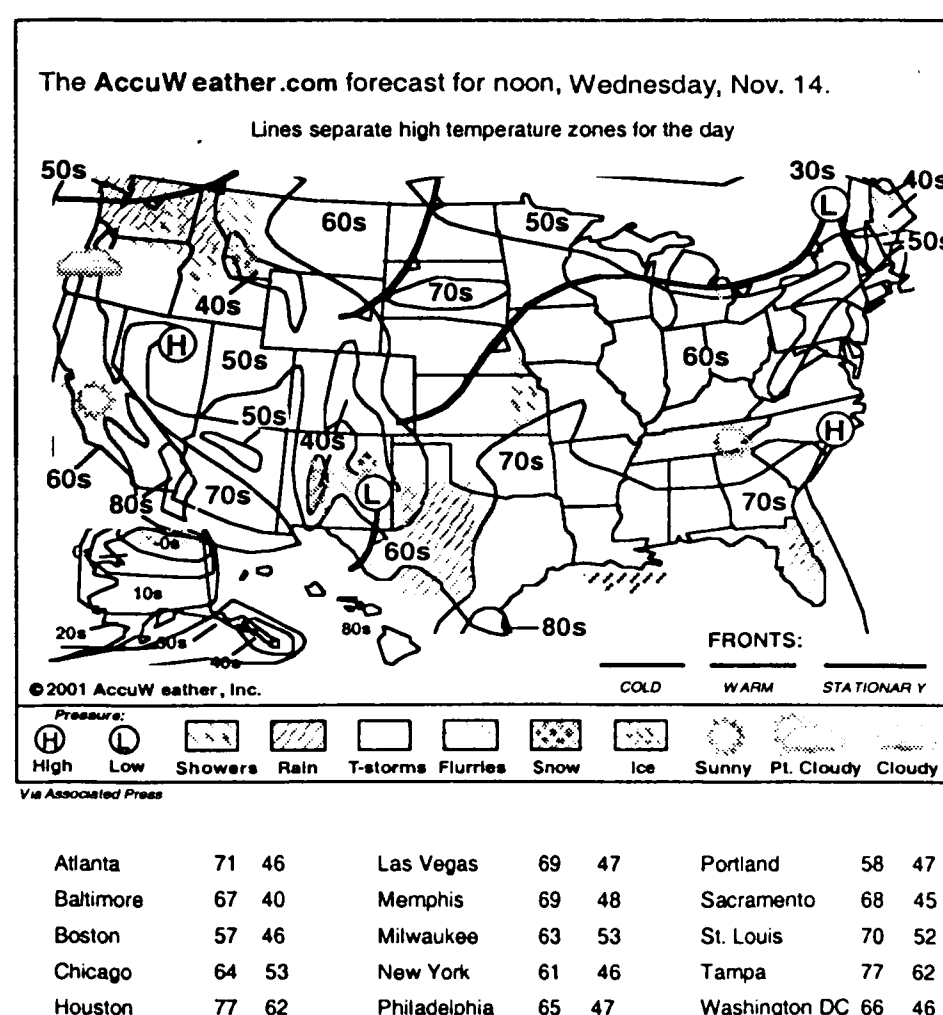 The AccuWeather.com forecast for noon, Wednesday, Nov. 14.
Lines separate high temperature zones for the day
50s 30s 40s
60s 50s 50s
40s 70s
H 50s 60s
50s 40s H
60s 80s 70s L 70s 70s
60s
-0s
10s
20s 80s 80s
40s
FRONTS:
© 2001 AccuWeather, Inc. COLD WARM STATIONARY
Pressure:
H L
High Low Showers Rain T-storms Flurries Snow Ice Sunny Pt. Cloudy Cloudy
Via Associated Press
Atlanta 71 46 Las Vegas 69 47 Portland 58 47
Baltimore 67 40 Memphis 69 48 Sacramento 68 45
Boston 57 46 Milwaukee 63 53 St. Louis 70 52
Chicago 64 53 New York 61 46 Tampa 77 62
Houston 77 62 Philadelphia 65 47 Washington DC 66 46